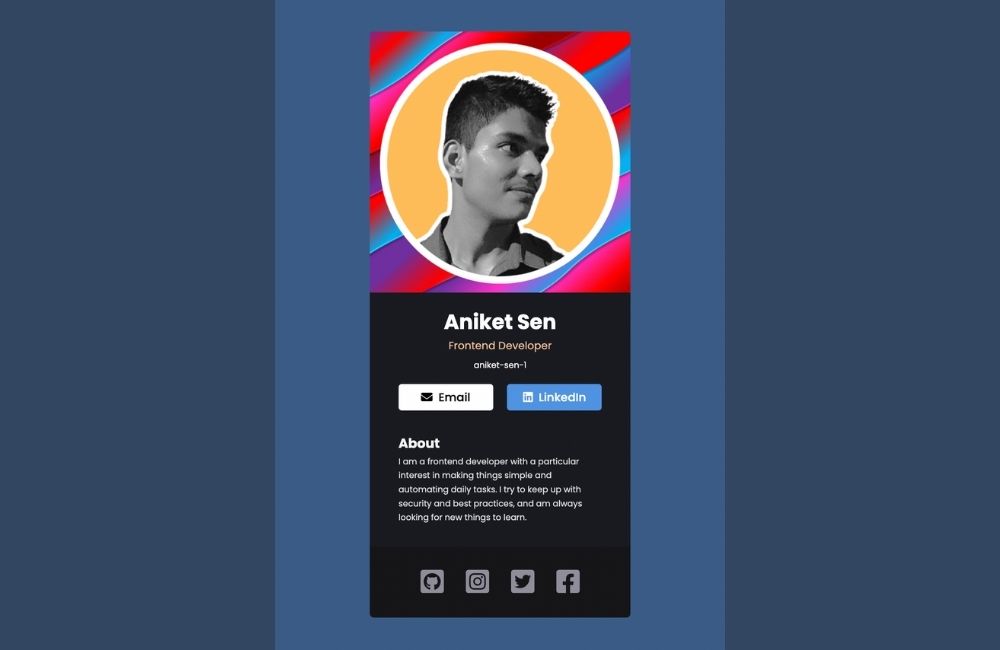 Aniket Sen
Frontend Developer
aniket-sen-1
Email
LinkedIn
About
I am a frontend developer with a particular
interest in making things simple and
automating daily tasks. I try to keep up with
security and best practices, and am always
looking for new things to learn.